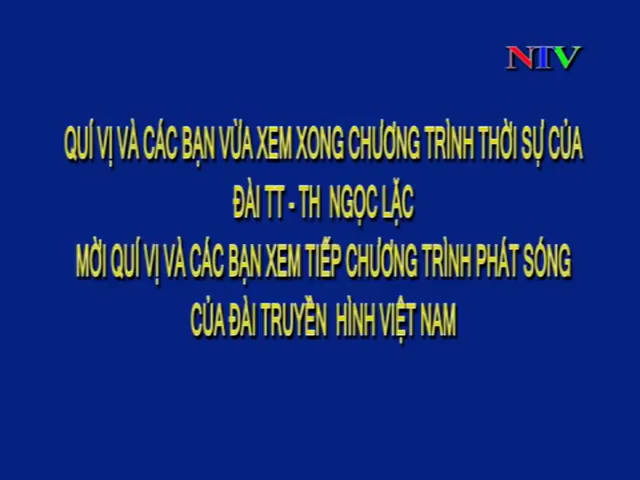 NTV
QUÍ VỊ VÀ CÁC BẠN VỪA XEM XONG CHƯƠNG TRÌNH THỜI SỰ CỦA
ĐÀI TT - TH NGỌC LẶC
MỜI QUÍ VỊ VÀ CÁC BẠN XEM TIẾP CHƯƠNG TRÌNH PHÁT SÓNG
CỦA ĐÀI TRUYỀN HÌNH VIỆT NAM